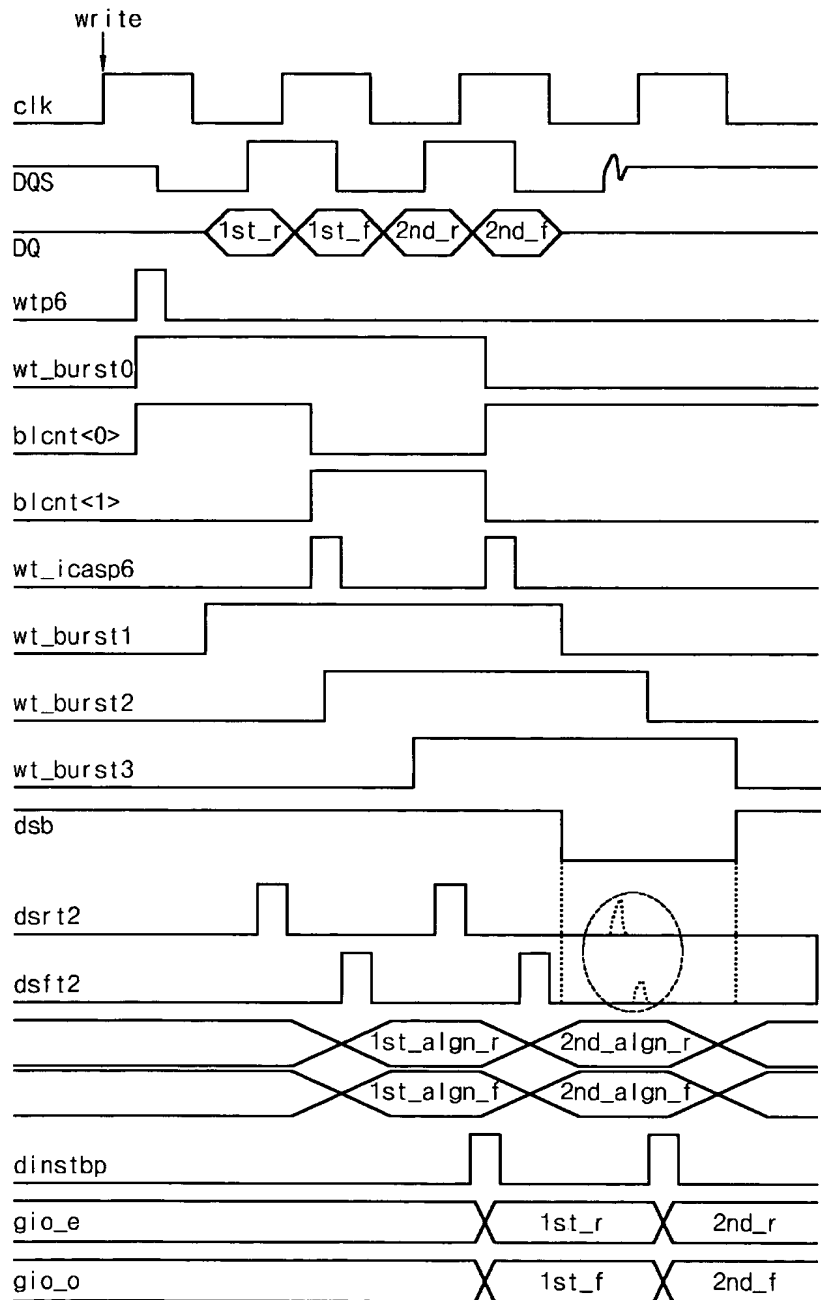 write
clk
DQS
DQ 1st_r 1st_f 2nd_r 2nd_f
wtp6
wt_burst0
blcnt<0>
blcnt<1>
wt_icasp6
wt_burst1
wt_burst2
wt_burst3
dsb
dsrt2
dsft2
1st_algn_r 2nd_algn_r
1st_algn_f 2nd_algn_f
dinstbp
gio_e 1st_r 2nd_r
gio_o 1st_f 2nd_f